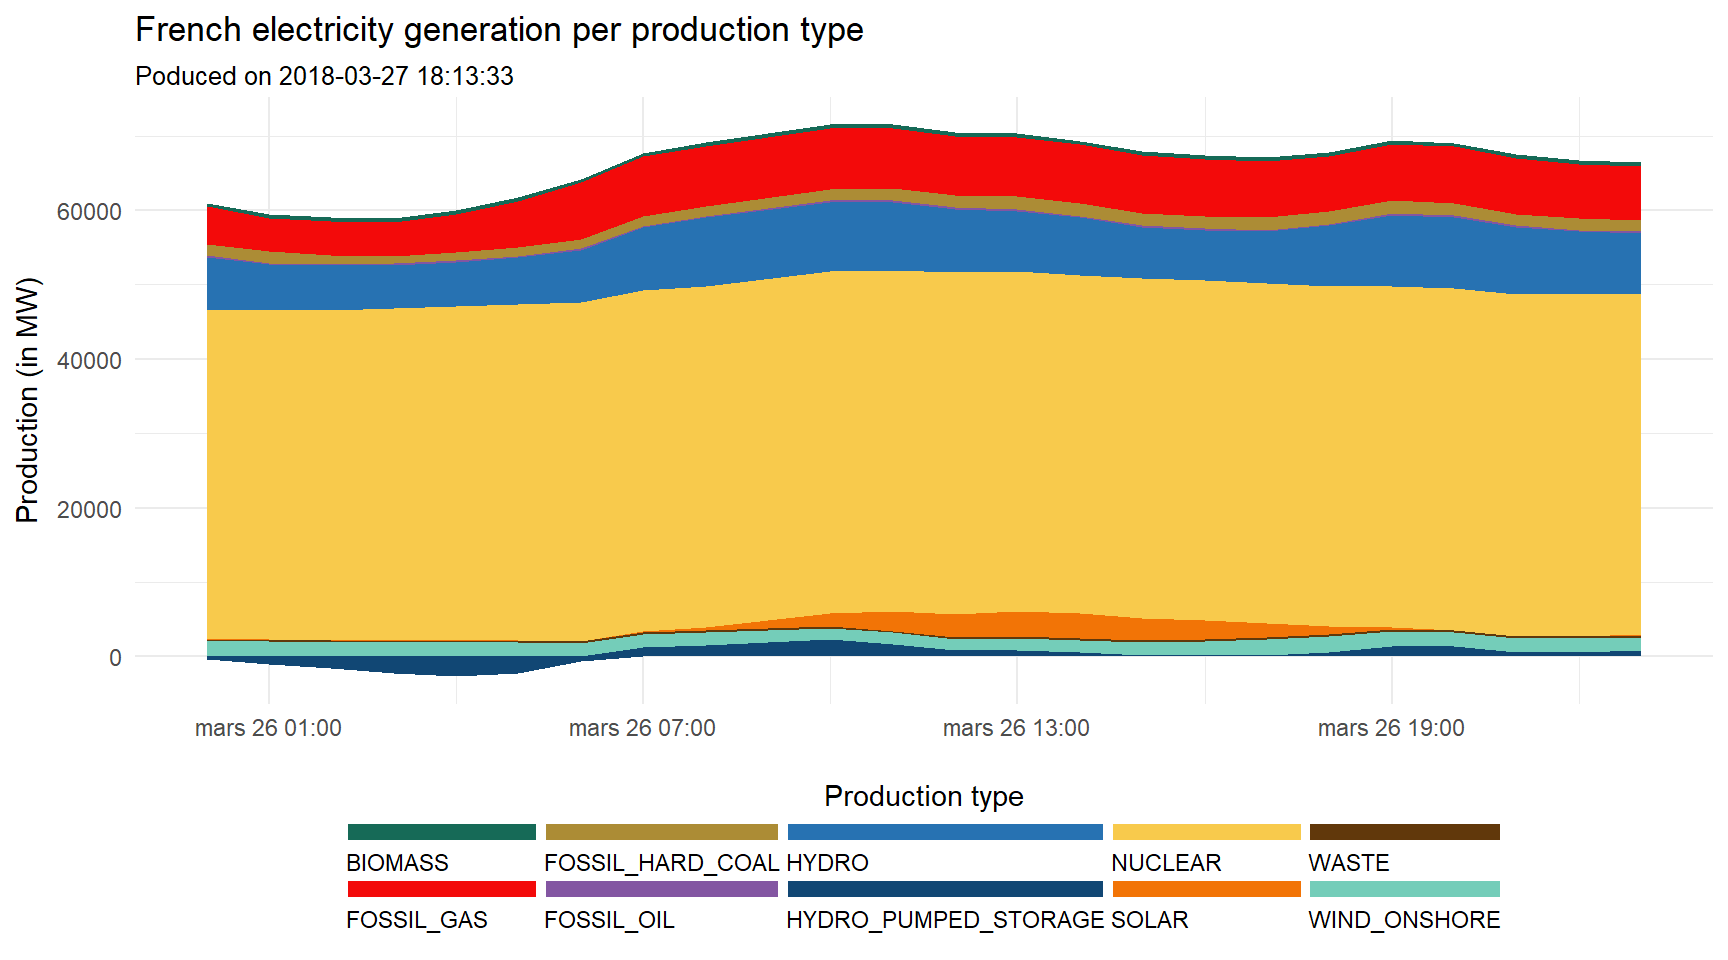 French electricity generation per production type
Poduced on 2018-03-27 18:13:33
Production (in MW)
60000
40000
20000
0
mars 26 01:00 mars 26 07:00 mars 26 13:00 mars 26 19:00
Production type
BIOMASS FOSSIL_HARD_COAL HYDRO NUCLEAR WASTE
FOSSIL_GAS FOSSIL_OIL HYDRO_PUMPED_STORAGE SOLAR WIND_ONSHORE